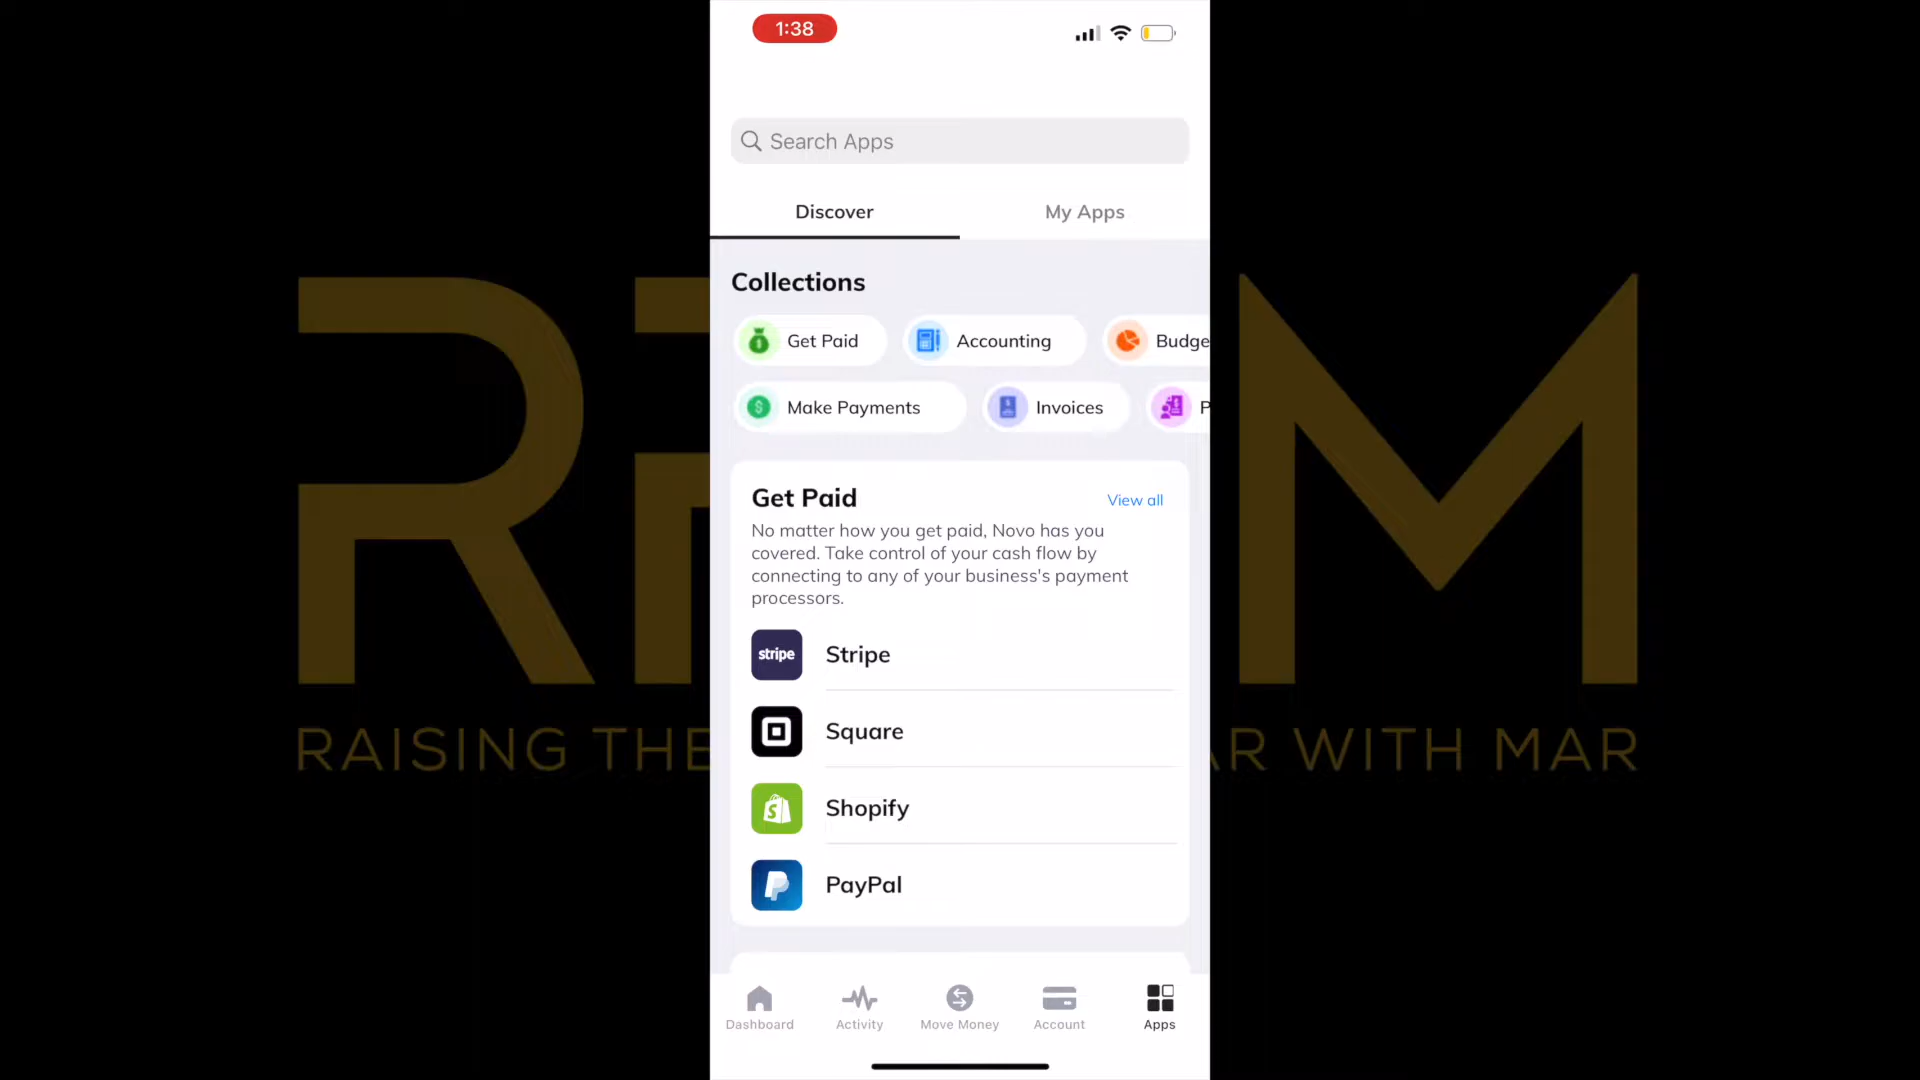 1:38
Search Apps
Discover
My Apps
Collections
Get Paid
Accounting
Budge
Make Payments
Invoices
P
Get Paid
View all
No matter how you get paid, Novo has you
covered. Take control of your cash flow by
connecting to any of your business's payment
processors.
stripe
Stripe
Square
Shopify
PayPal
Dashboard
Activity
Move Money
Account
Apps
M
RAISING THE
AR WITH MAR